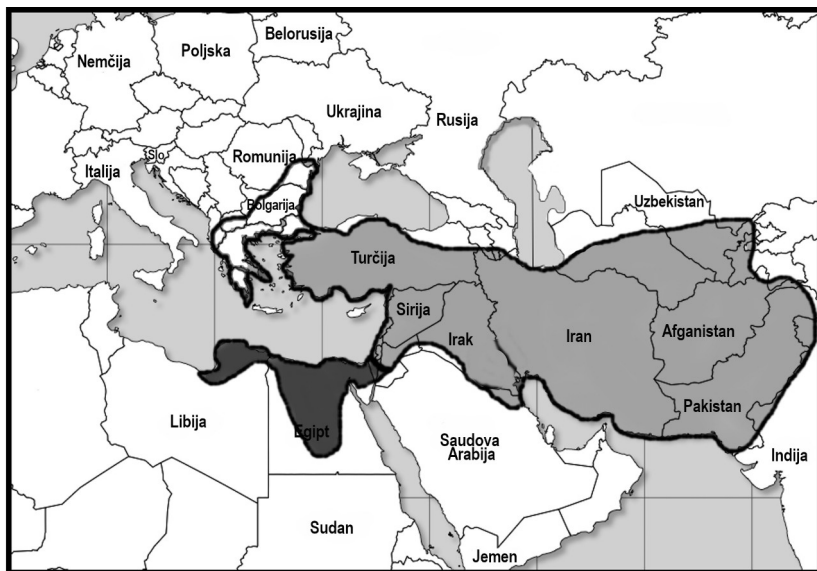 Belorusija
Nemčija
Poljska
Ukrajina
Rusija
Slo
Romunija
Italija
Bolgarija
Uzbekistan
Turčija
Sirija
Irak
Iran
Afganistan
Pakistan
Libija
Egipt
Saudova
Arabija
Indija
Sudan
Jemen